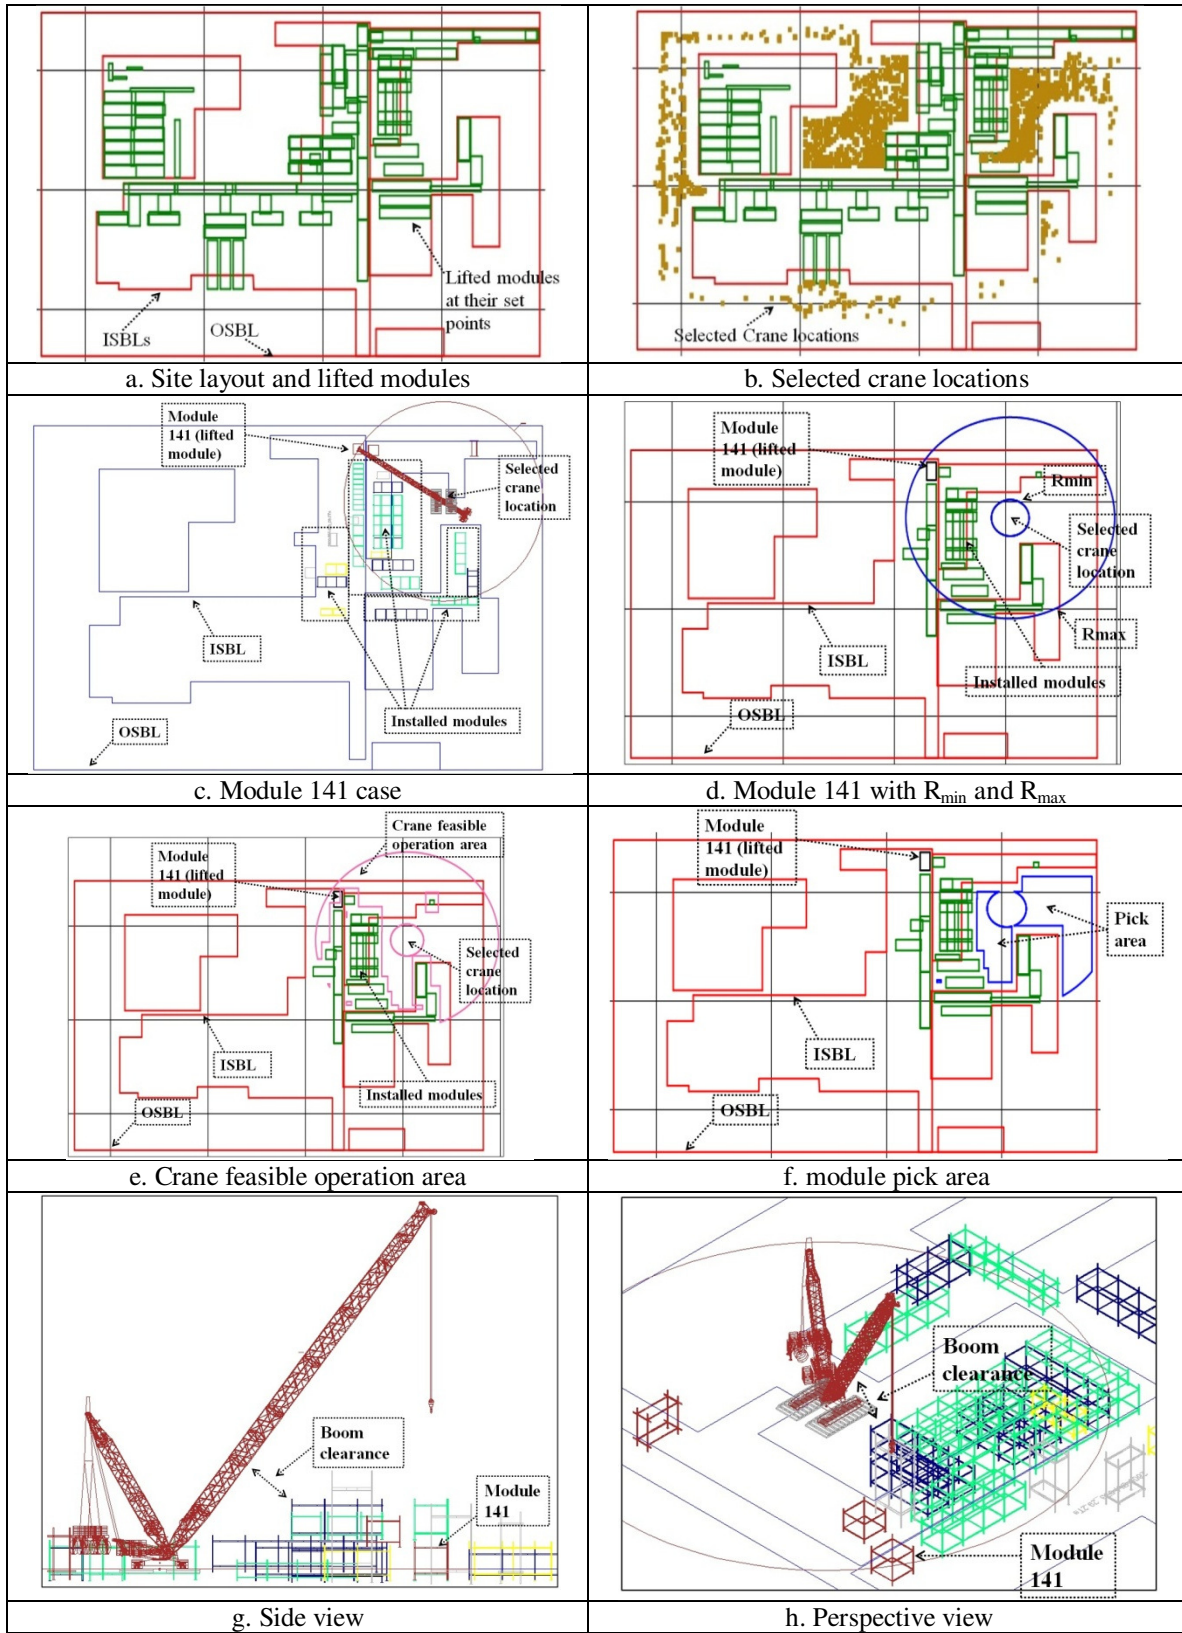 Lifted modules
at their set
points
ISBLs
OSBL
a. Site layout and lifted modules
Selected Crane locations
b. Selected crane locations
Module
141 (lifted
module)
Selected
crane
location
ISBL
Installed modules
OSBL
c. Module 141 case
Module
141 (lifted
module)
Rmin
Selected
crane
location
Rmax
ISBL
Installed modules
OSBL
d. Module 141 with Rmin and Rmax
Crane feasible
operation area
Module
141 (lifted
module)
Selected
crane
location
ISBL
Installed modules
OSBL
e. Crane feasible operation area
Module
141 (lifted
module)
Pick
area
ISBL
OSBL
f. module pick area
Boom
clearance
Module
141
g. Side view
Boom
clearance
Module
141
h. Perspective view